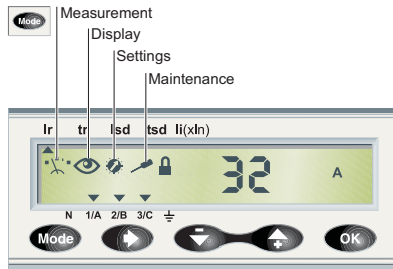 Mode
Measurement
Display
Settings
Maintenance
Ir tr Isd tsd Ii(xIn)
32 A
N 1/A 2/B 3/C
Mode OK